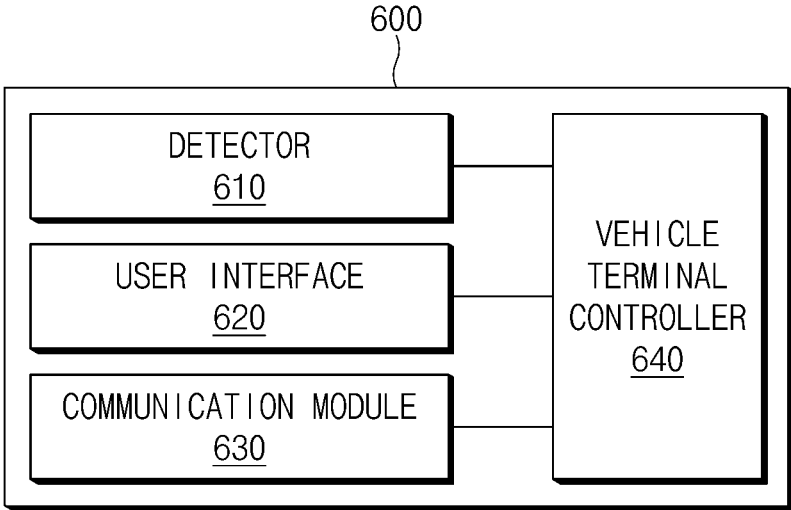 600
DETECTOR
610
USER INTERFACE
620
COMMUNICATION MODULE
630
VEHICLE
TERMINAL
CONTROLLER
640